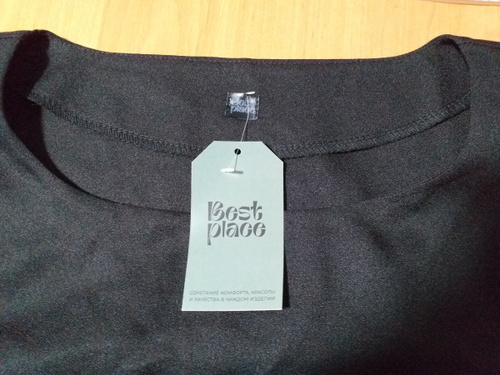 Best
place
СОЧЕТАНИЕ КОМФОРТА, КРАСОТЫ
И КАЧЕСТВА В КАЖДОМ ИЗДЕЛИИ